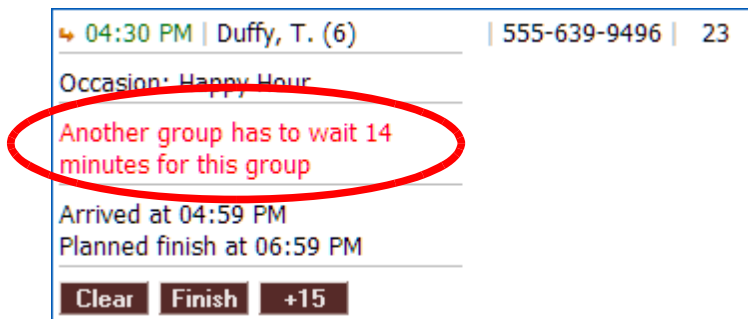 04:30 PM | Duffy, T. (6) | 555-639-9496 | 23
Occasion: Happy Hour
Another group has to wait 14
minutes for this group
Arrived at 04:59 PM
Planned finish at 06:59 PM
Clear Finish +15